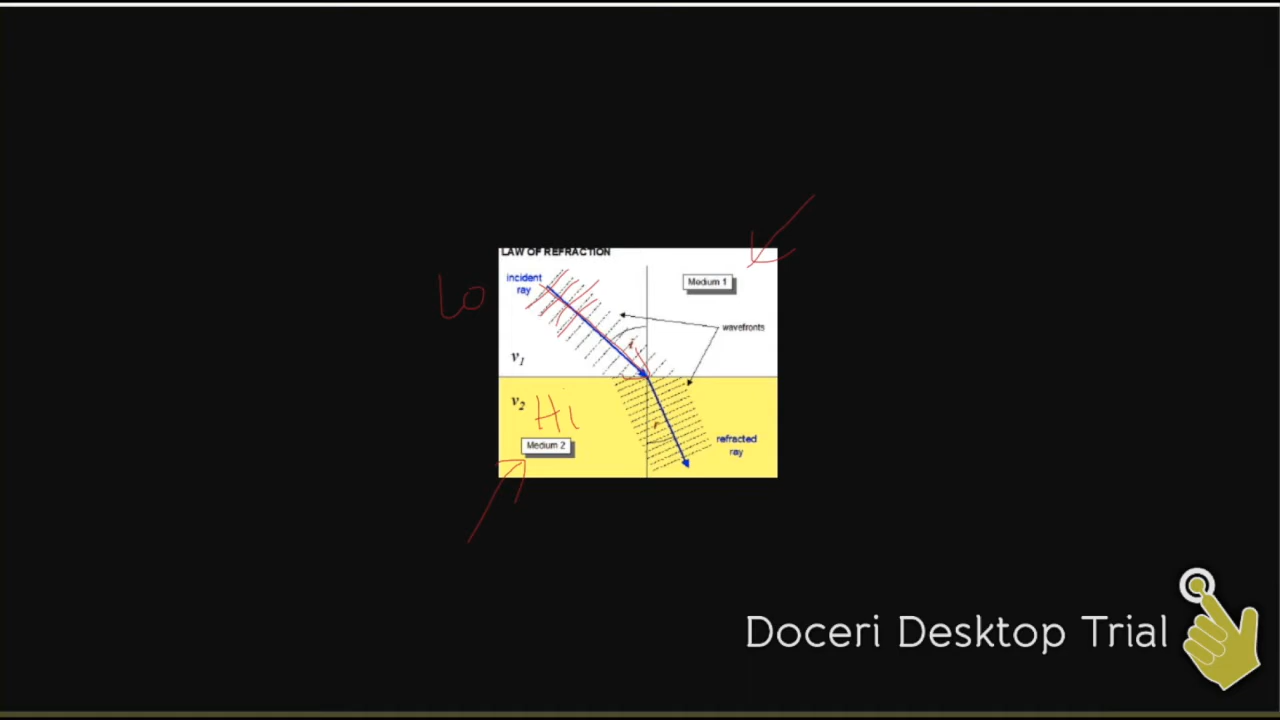 LAW OF REFRACTION
incident
ray
Medium 1
Lo
wavefronts
i
v1
v2
Hi
Medium 2
r
refracted
ray
Doceri Desktop Trial